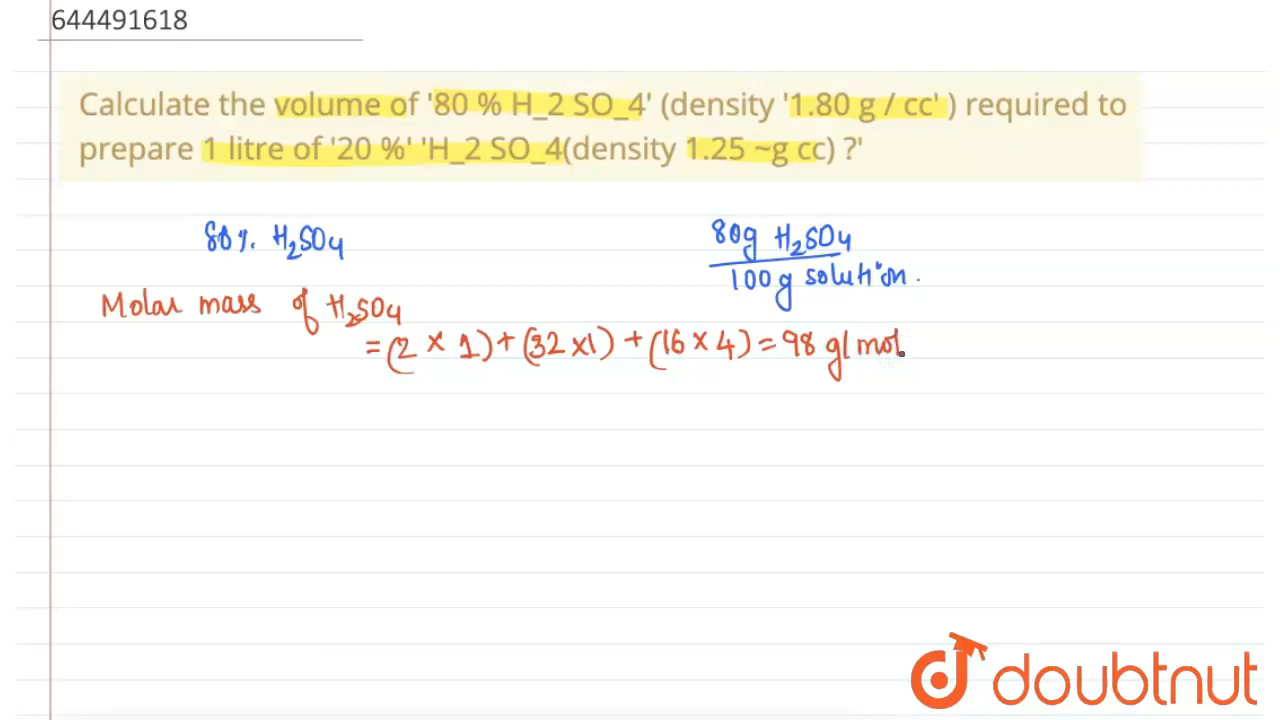 644491618
Calculate the volume of '80 % H_2 SO_4' (density '1.80 g / cc' ) required to
prepare 1 litre of '20 %' 'H_2 SO_4(density 1.25 ~g cc) ?'
80%. H₂SO₄
80g H₂SO₄
100g solution.
Molar mass of H₂SO₄
= (2 × 1) + (32 × 1) + (16 × 4) = 98 g/mol
doubtnut